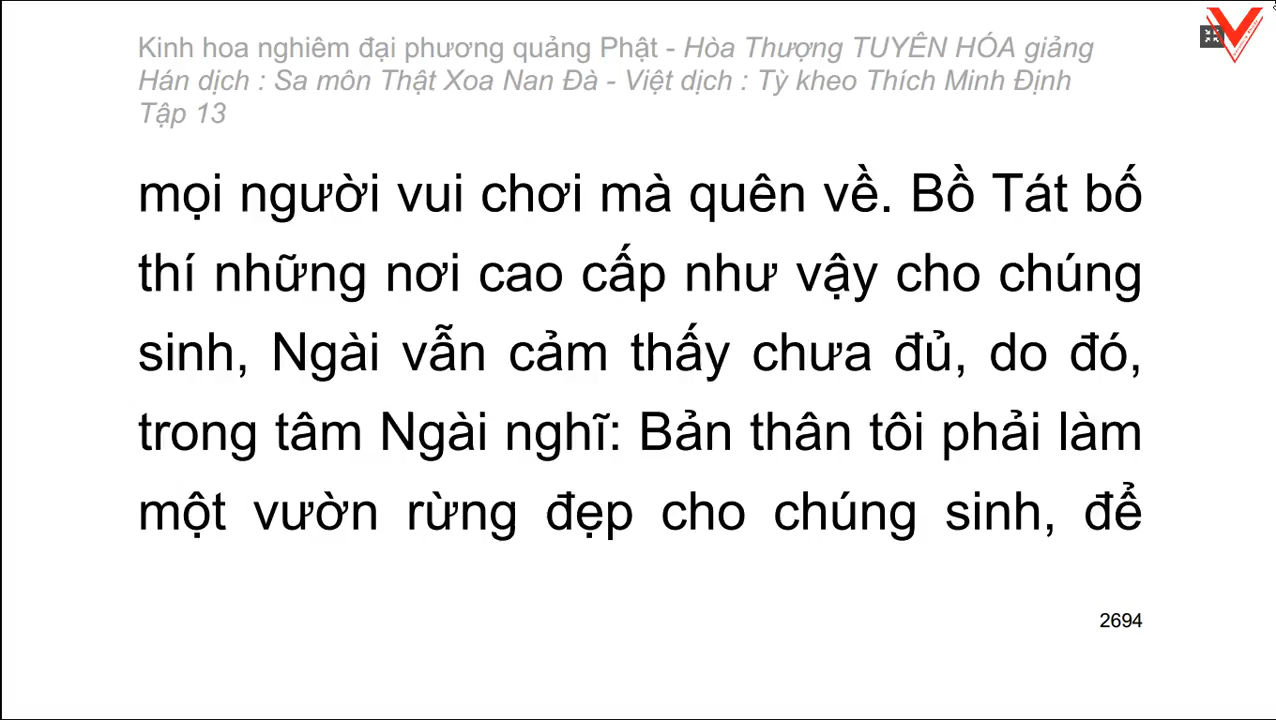 Kinh hoa nghiêm đại phương quảng Phật - Hòa Thượng TUYÊN HÓA giảng
Hán dịch : Sa môn Thật Xoa Nan Đà - Việt dịch : Tỳ kheo Thích Minh Định
Tập 13
mọi người vui chơi mà quên về. Bồ Tát bố
thí những nơi cao cấp như vậy cho chúng
sinh, Ngài vẫn cảm thấy chưa đủ, do đó,
trong tâm Ngài nghĩ: Bản thân tôi phải làm
một vườn rừng đẹp cho chúng sinh, để
2694